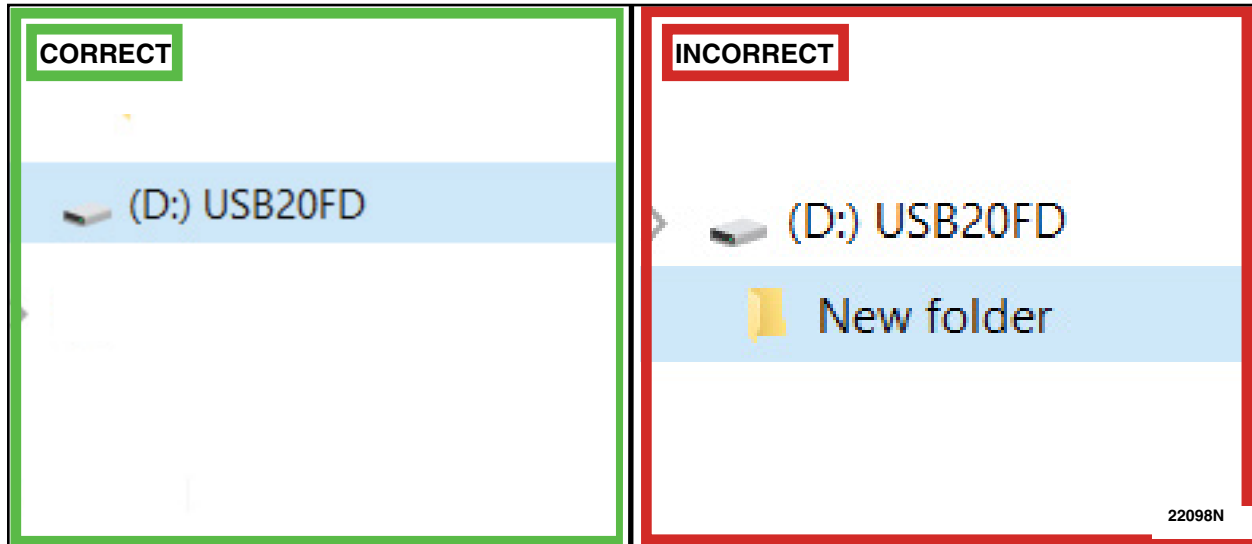 CORRECT
(D:) USB20FD
INCORRECT
(D:) USB20FD
New folder
22098N